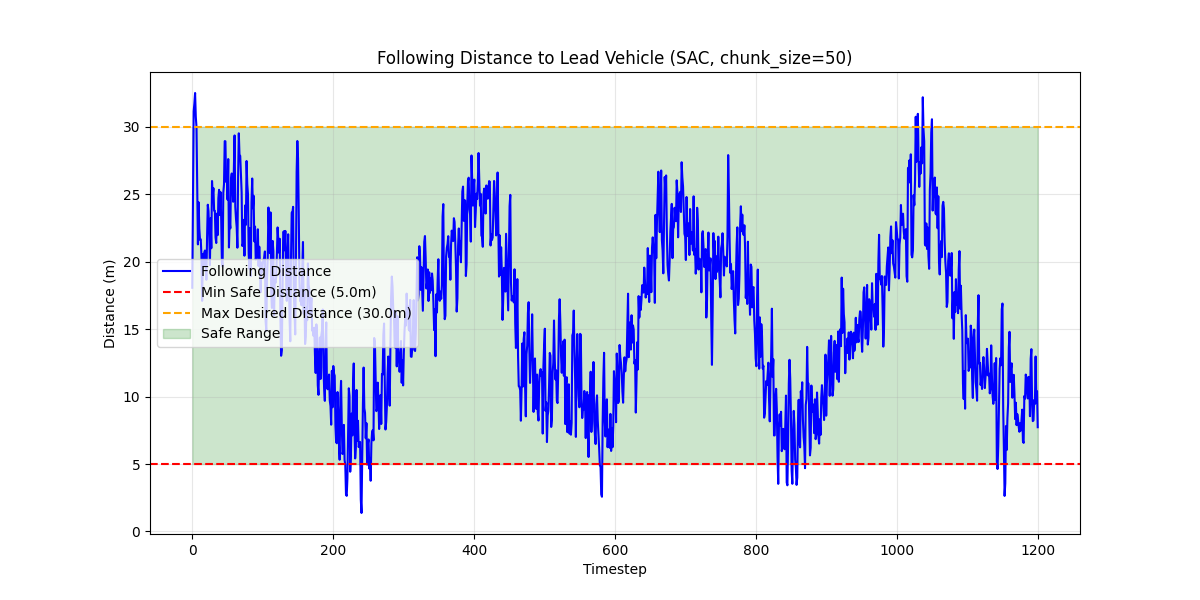 Following Distance to Lead Vehicle (SAC, chunk_size=50)
Distance (m)
30
25
20
15
10
5
0
Following Distance
Min Safe Distance (5.0m)
Max Desired Distance (30.0m)
Safe Range
0 200 400 600 800 1000 1200
Timestep